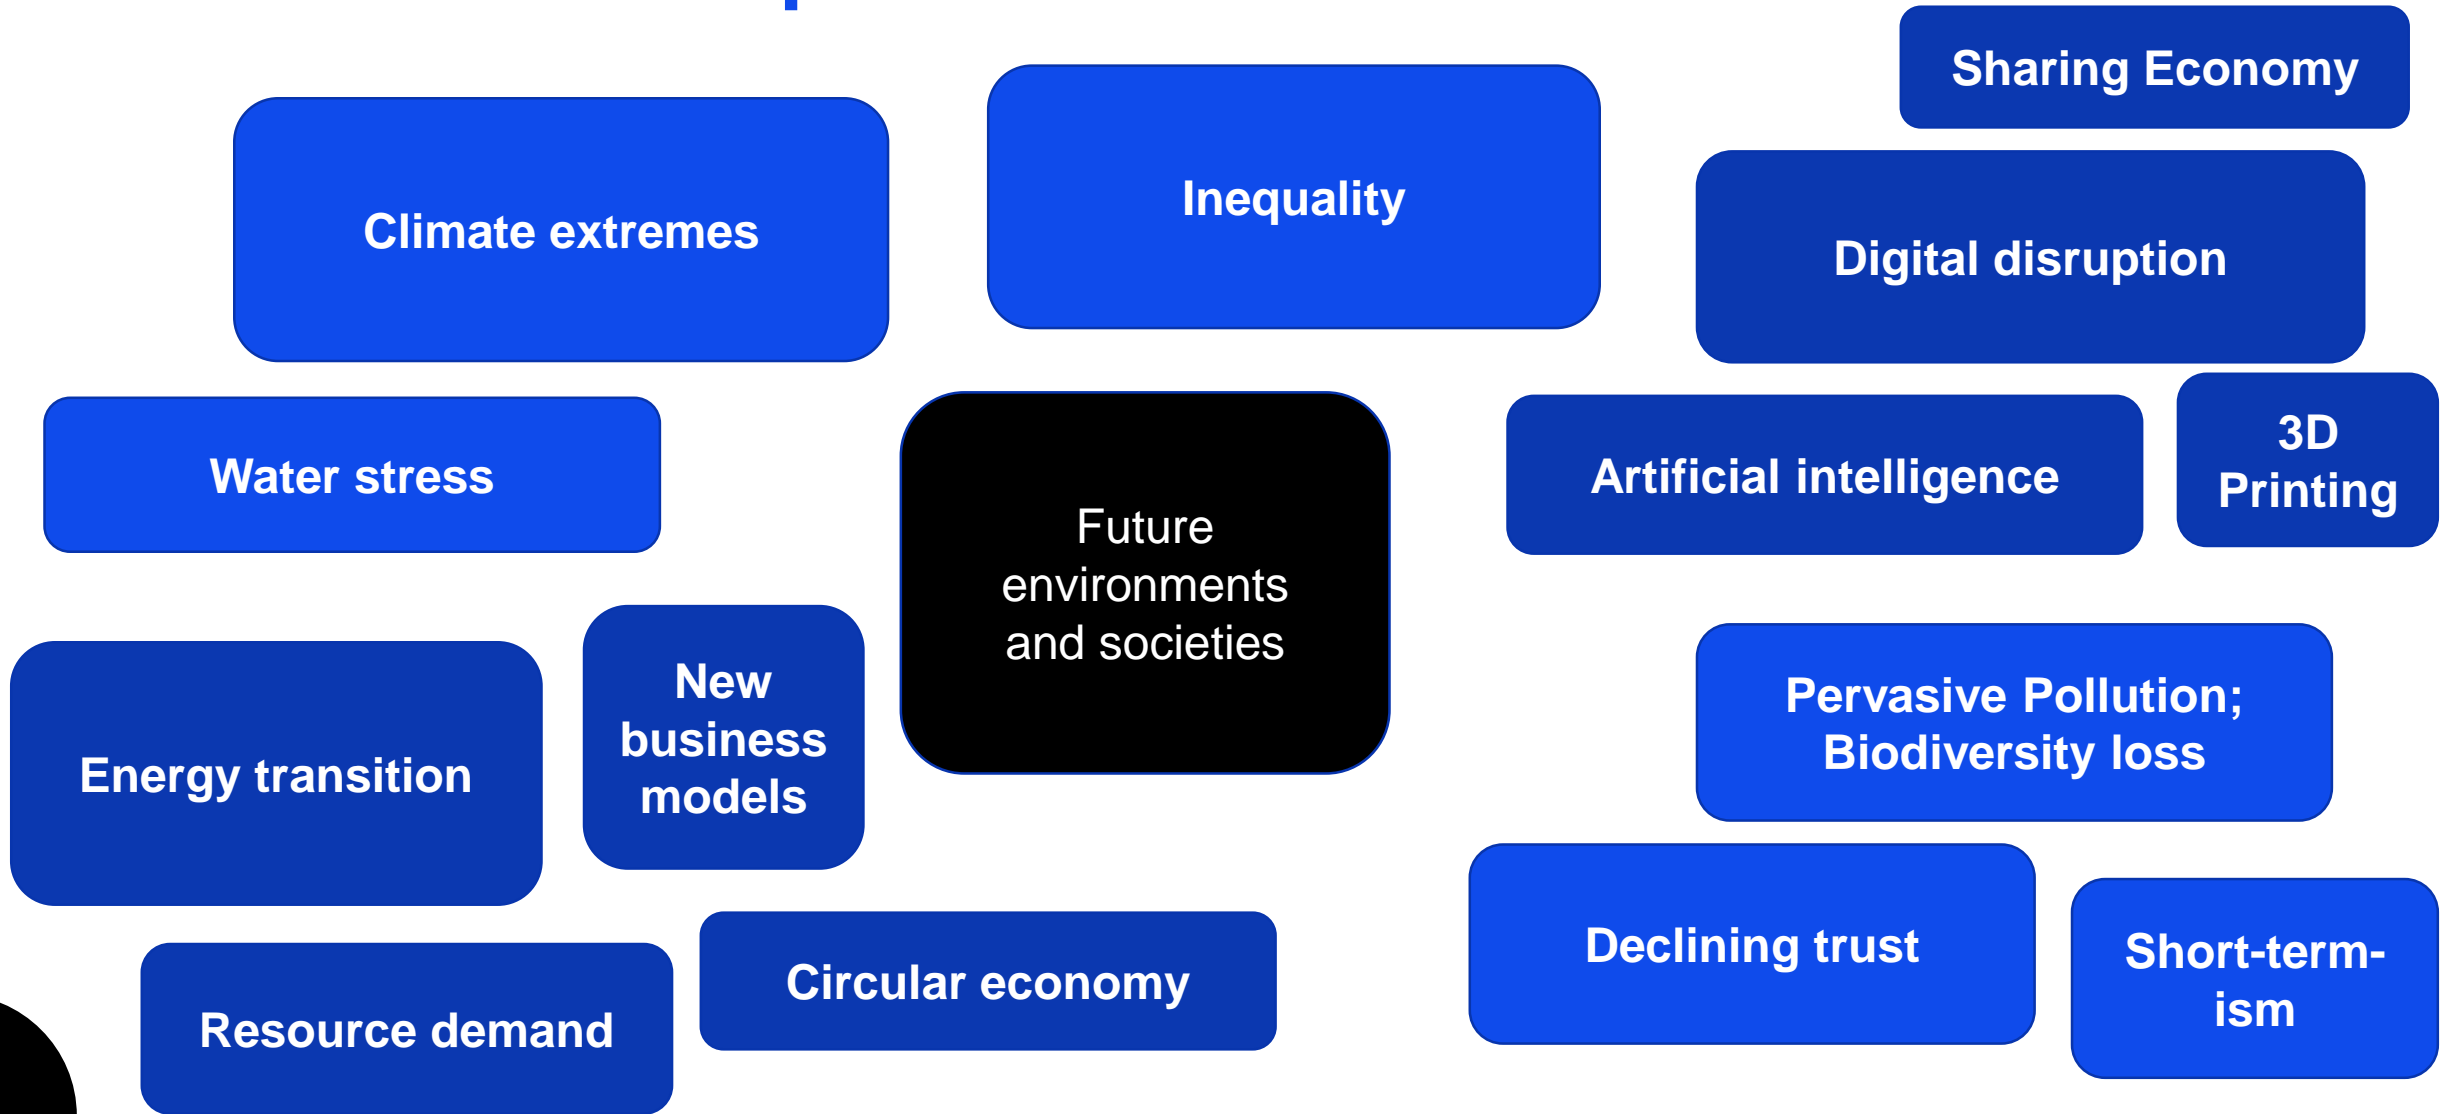 Sharing Economy
Inequality
Climate extremes
Digital disruption
Water stress
Artificial intelligence
3D
Printing
Future
environments
and societies
New
business
models
Energy transition
Pervasive Pollution;
Biodiversity loss
Declining trust
Short-term-
ism
Circular economy
Resource demand